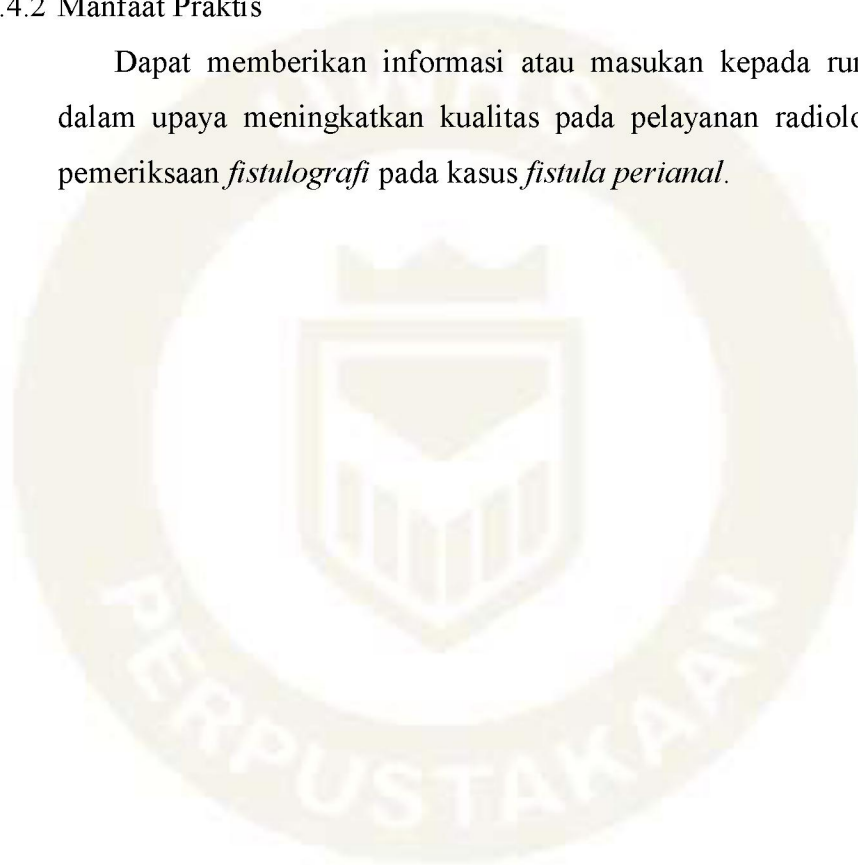 .4.2 Manfaat Praktis
Dapat memberikan informasi atau masukan kepada
dalam upaya meningkatkan kualitas pada pelayanan
pemeriksaan fistulografi pada kasus fistula perianal.
UWHS
PERPUSTAKAAN